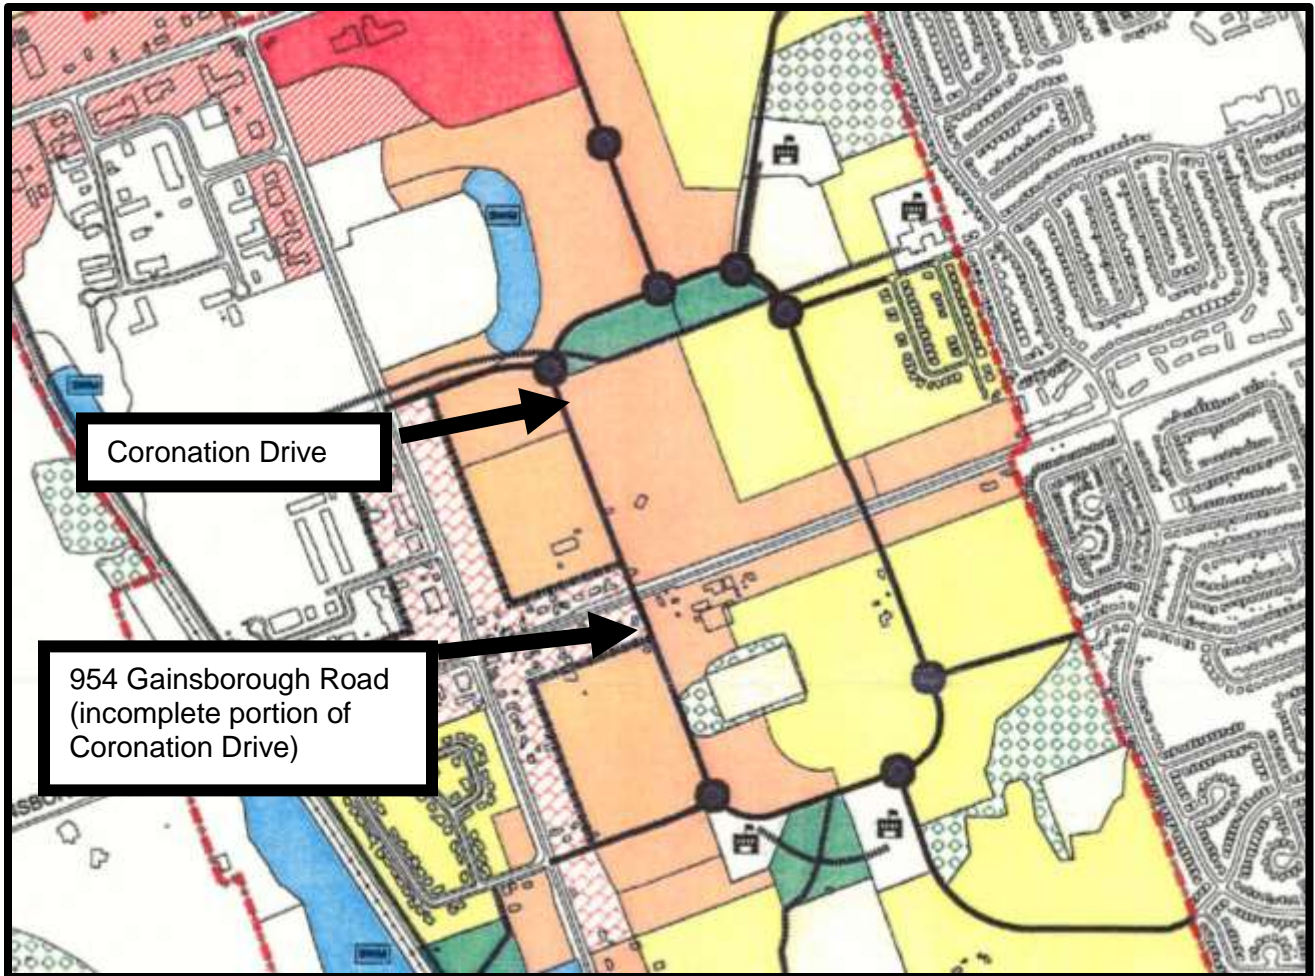 Coronation Drive
954 Gainsborough Road
(incomplete portion of
Coronation Drive)